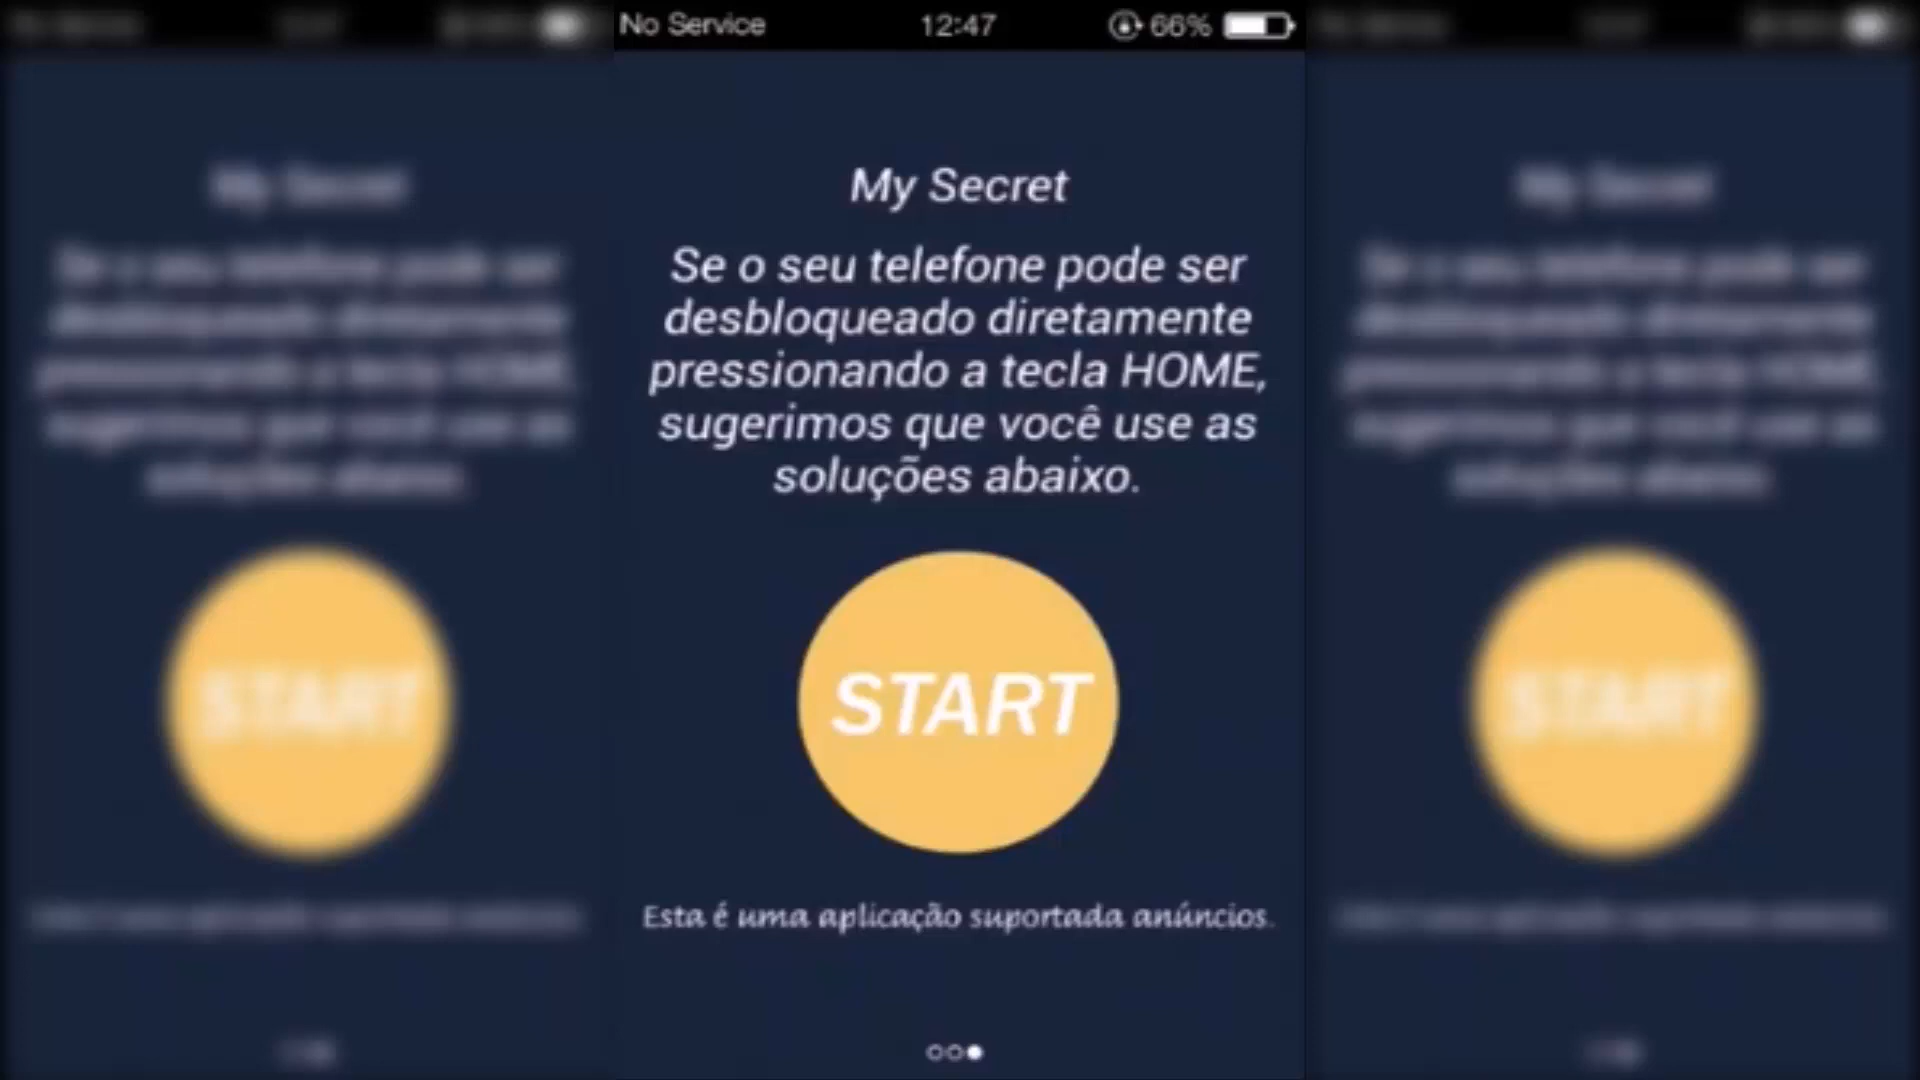 No Service 12:47 66%
My Secret
Se o seu telefone pode ser
desbloqueado diretamente
pressionando a tecla HOME,
sugerimos que você use as
soluções abaixo.
START
Esta é uma aplicação suportada anúncios.